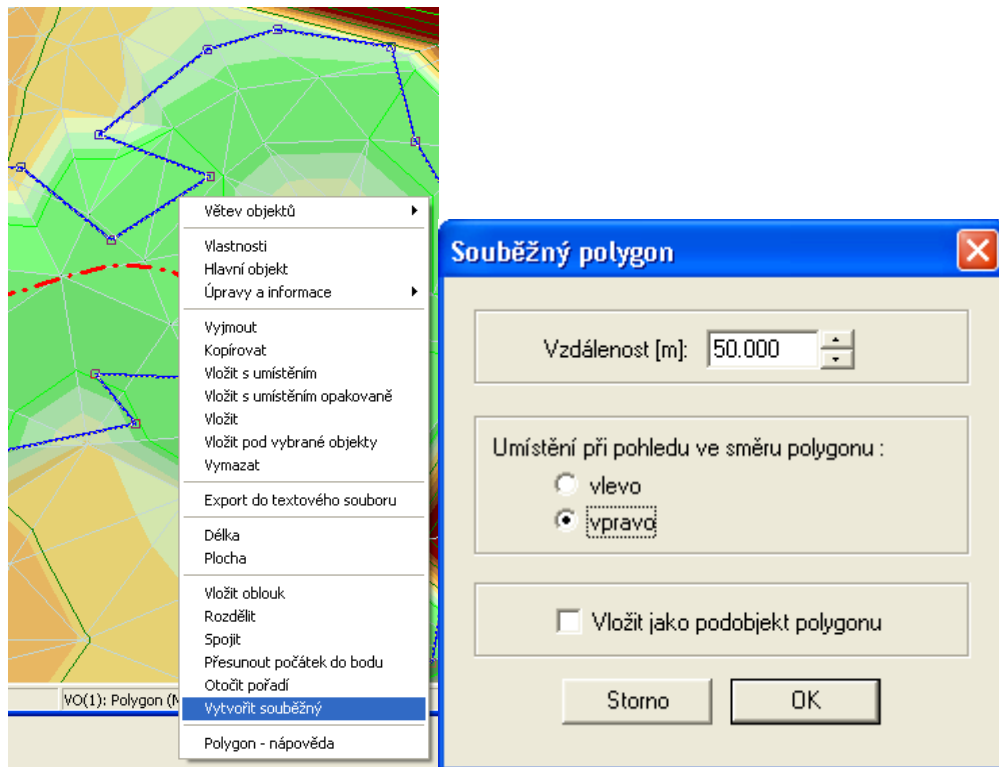 Větev objektů
Vlastnosti
Hlavní objekt
Úpravy a informace
Vyjmout
Kopírovat
Vložit s umístěním
Vložit s umístěním opakovaně
Vložit
Vložit pod vybrané objekty
Vymazat
Export do textového souboru
Délka
Plocha
Vložit oblouk
Rozdělit
Spojit
Přesunout počátek do bodu
Otočit pořadí
Vytvořit souběžný
Polygon - nápověda
VO(1): Polygon
Souběžný polygon
Vzdálenost [m]: 50.000
Umístění při pohledu ve směru polygonu :
vlevo
vpravo
Vložit jako podobjekt polygonu
Storno OK